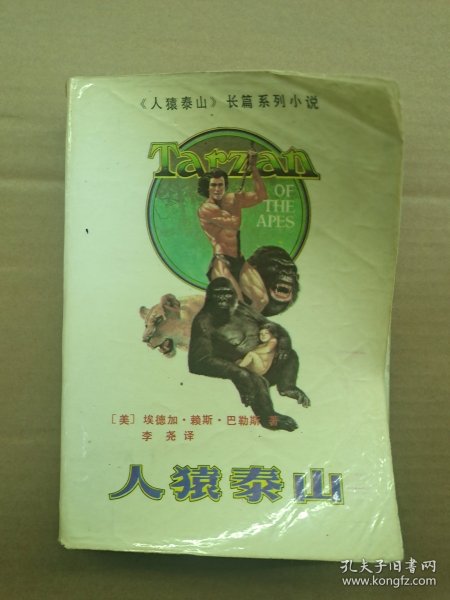 《人猿泰山》长篇系列小说
Tarzan
OF
THE
APES
[美] 埃德加·赖斯·巴勒斯 著
李 尧 译
人猿泰山
孔夫子旧书网
www.kongfz.com